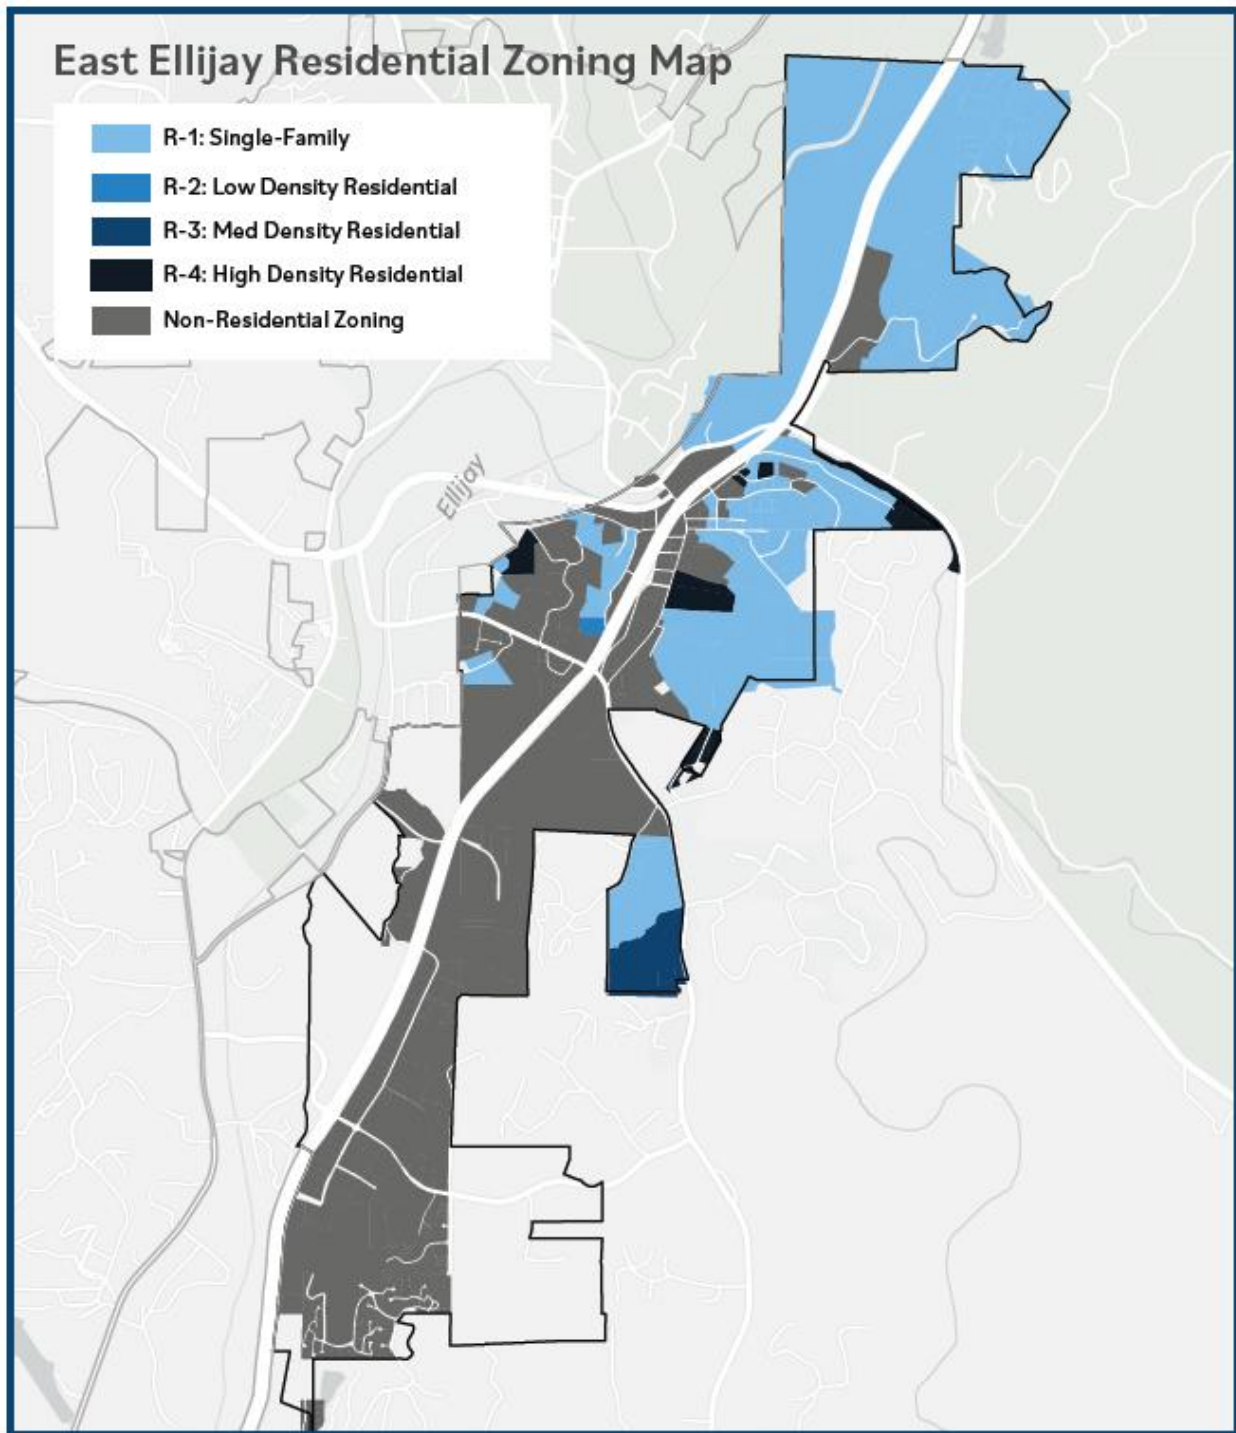 East Ellijay Residential Zoning Map
R-1: Single-Family
R-2: Low Density Residential
R-3: Med Density Residential
R-4: High Density Residential
Non-Residential Zoning
Ellijay